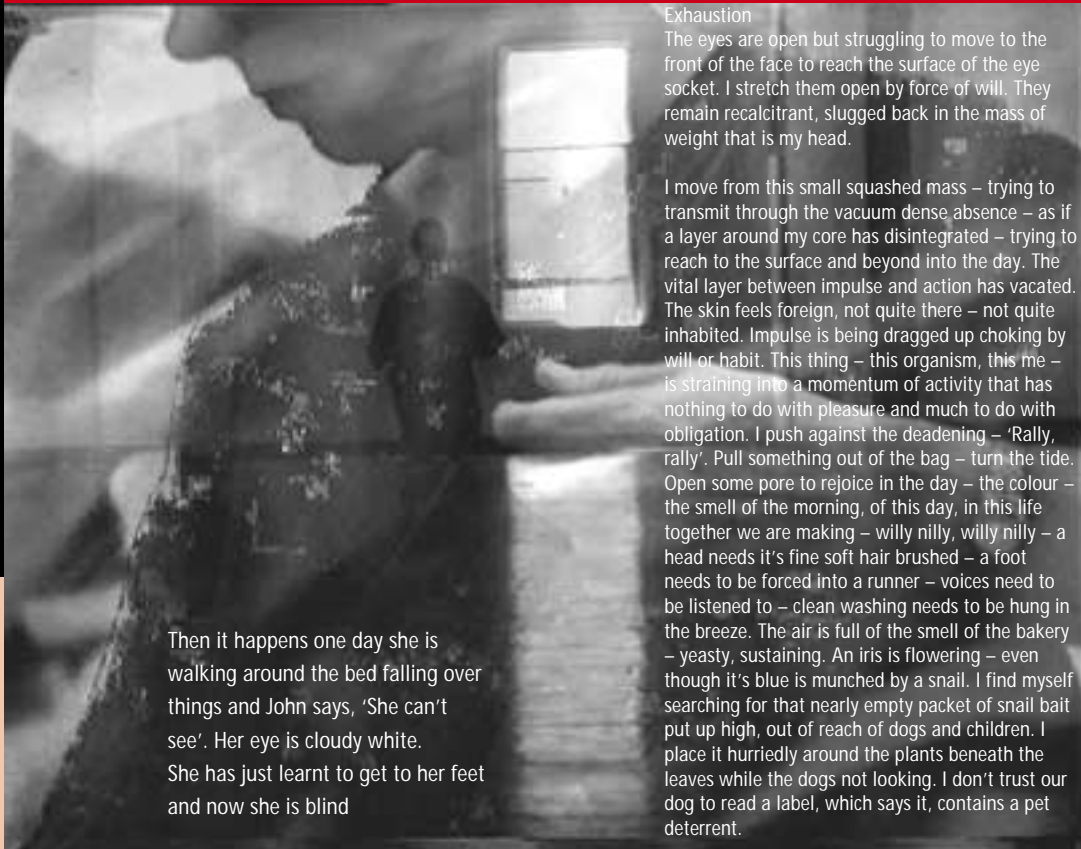 Exhaustion
The eyes are open but struggling to move to the
front of the face to reach the surface of the eye
socket. I stretch them open by force of will. They
remain recalcitrant, slugged back in the mass of
weight that is my head.
I move from this small squashed mass – trying to
transmit through the vacuum dense absence – as if
a layer around my core has disintegrated – trying to
reach to the surface and beyond into the day. The
vital layer between impulse and action has vacated.
The skin feels foreign, not quite there – not quite
inhabited. Impulse is being dragged up choking by
will or habit. This thing – this organism, this me –
is straining into a momentum of activity that has
nothing to do with pleasure and much to do with
obligation. I push against the deadening – ‘Rally,
rally’. Pull something out of the bag – turn the tide.
Open some pore to rejoice in the day – the colour –
the smell of the morning, of this day, in this life
together we are making – willy nilly, willy nilly – a
head needs it’s fine soft hair brushed – a foot
needs to be forced into a runner – voices need to
be listened to – clean washing needs to be hung in
the breeze. The air is full of the smell of the bakery
– yeasty, sustaining. An iris is flowering – even
though it’s blue is munched by a snail. I find myself
searching for that nearly empty packet of snail bait
put up high, out of reach of dogs and children. I
place it hurriedly around the plants beneath the
leaves while the dogs not looking. I don’t trust our
dog to read a label, which says it, contains a pet
deterrent.
Then it happens one day she is
walking around the bed falling over
things and John says, ‘She can’t
see’. Her eye is cloudy white.
She has just learnt to get to her feet
and now she is blind